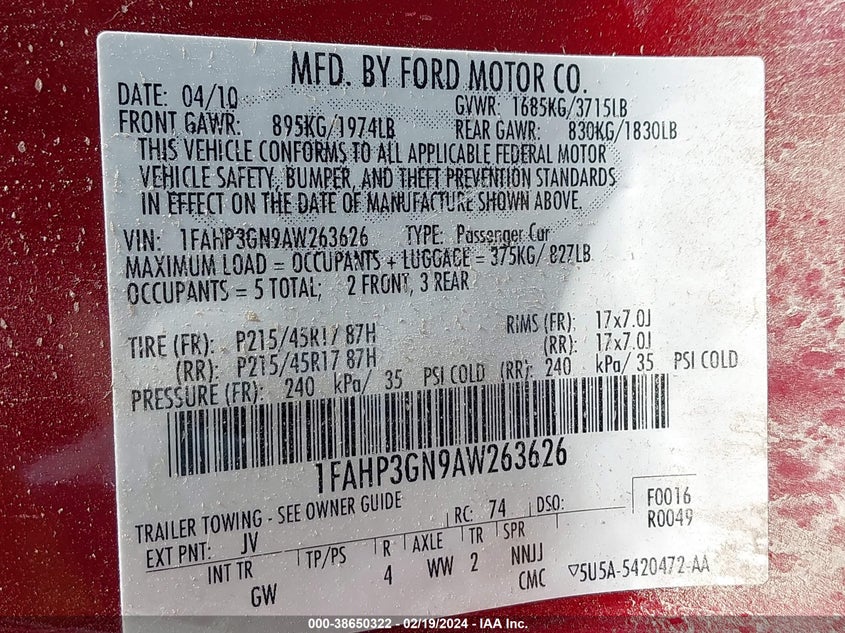 MFD. BY FORD MOTOR CO.
DATE: 04/10 GVWR: 1685KG/3715LB
FRONT GAWR: 895KG/1974LB REAR GAWR: 830KG/1830LB
THIS VEHICLE CONFORMS TO ALL APPLICABLE FEDERAL MOTOR
VEHICLE SAFETY, BUMPER, AND THEFT PREVENTION STANDARDS
IN EFFECT ON THE DATE OF MANUFACTURE SHOWN ABOVE.
VIN: 1FAHP3GN9AW263626 TYPE: Passenger Car
MAXIMUM LOAD = OCCUPANTS + LUGGAGE = 375KG/ 827LB
OCCUPANTS = 5 TOTAL; 2 FRONT, 3 REAR
TIRE (FR): P215/45R17 87H RIMS (FR): 17x7.0J
(RR): P215/45R17 87H (RR): 17x7.0J
PRESSURE (FR): 240 kPa/ 35 PSI COLD (RR): 240 kPa/ 35 PSI COLD
1FAHP3GN9AW263626
TRAILER TOWING - SEE OWNER GUIDE RC: 74 DSO: F0016
R0049
EXT PNT: JV
INT TR TP/PS R AXLE TR SPR
GW 4 WW 2 NNJJ
CMC ▽5U5A-5420472-AA
000-38650322 - 02/19/2024 - IAA Inc.